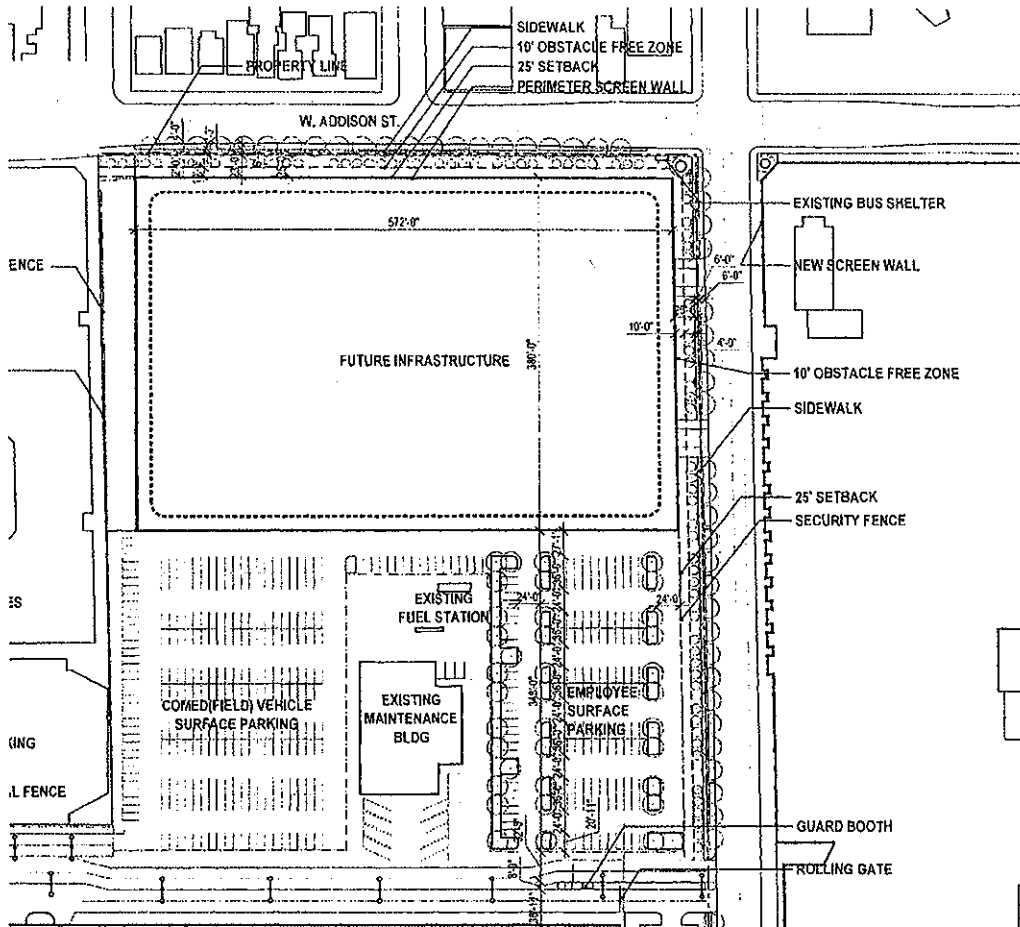 SIDEWALK
10' OBSTACLE FREE ZONE
25' SETBACK
PROPERTY LINE
PERIMETER SCREEN WALL
W. ADDISON ST.
EXISTING BUS SHELTER
572'-0"
ENCE
6'-0"
NEW SCREEN WALL
6'-0"
10'-0"
4'-0"
FUTURE INFRASTRUCTURE
380'-0"
10' OBSTACLE FREE ZONE
SIDEWALK
25' SETBACK
SECURITY FENCE
EXISTING
FUEL STATION
24'-0"
24'-0"
ES
COMED(FIELD) VEHICLE
SURFACE PARKING
EXISTING
MAINTENANCE
BLDG
EMPLOYEE
SURFACE
PARKING
KING
L FENCE
20'-11"
GUARD BOOTH
ROLLING GATE
8'-0"